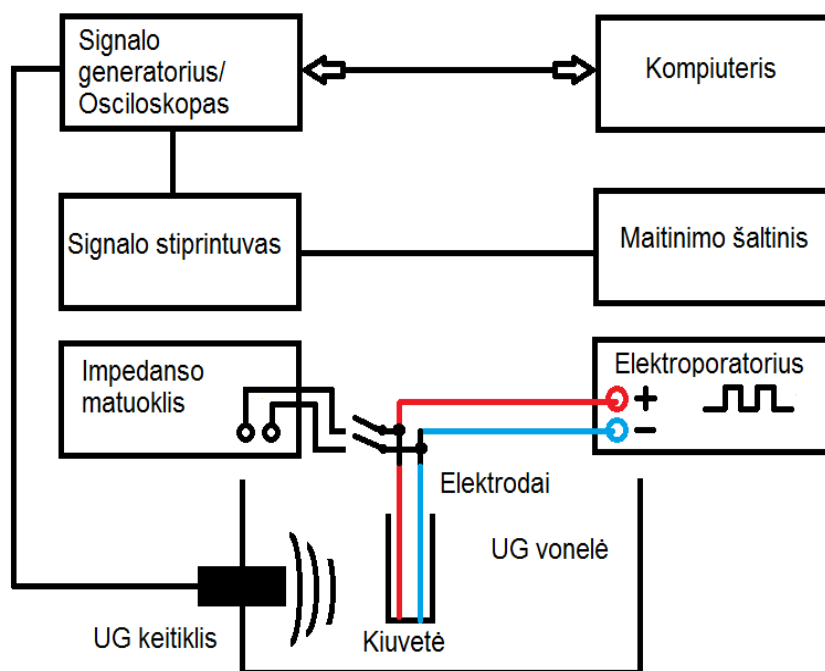 Signalo
generatorius/
Osciloskopas
Kompiuteris
Signalo stiprintuvas
Maitinimo šaltinis
Impedanso
matuoklis
Elektroporatorius
+
−
Elektrodai
UG vonelė
UG keitiklis
Kiuvetė